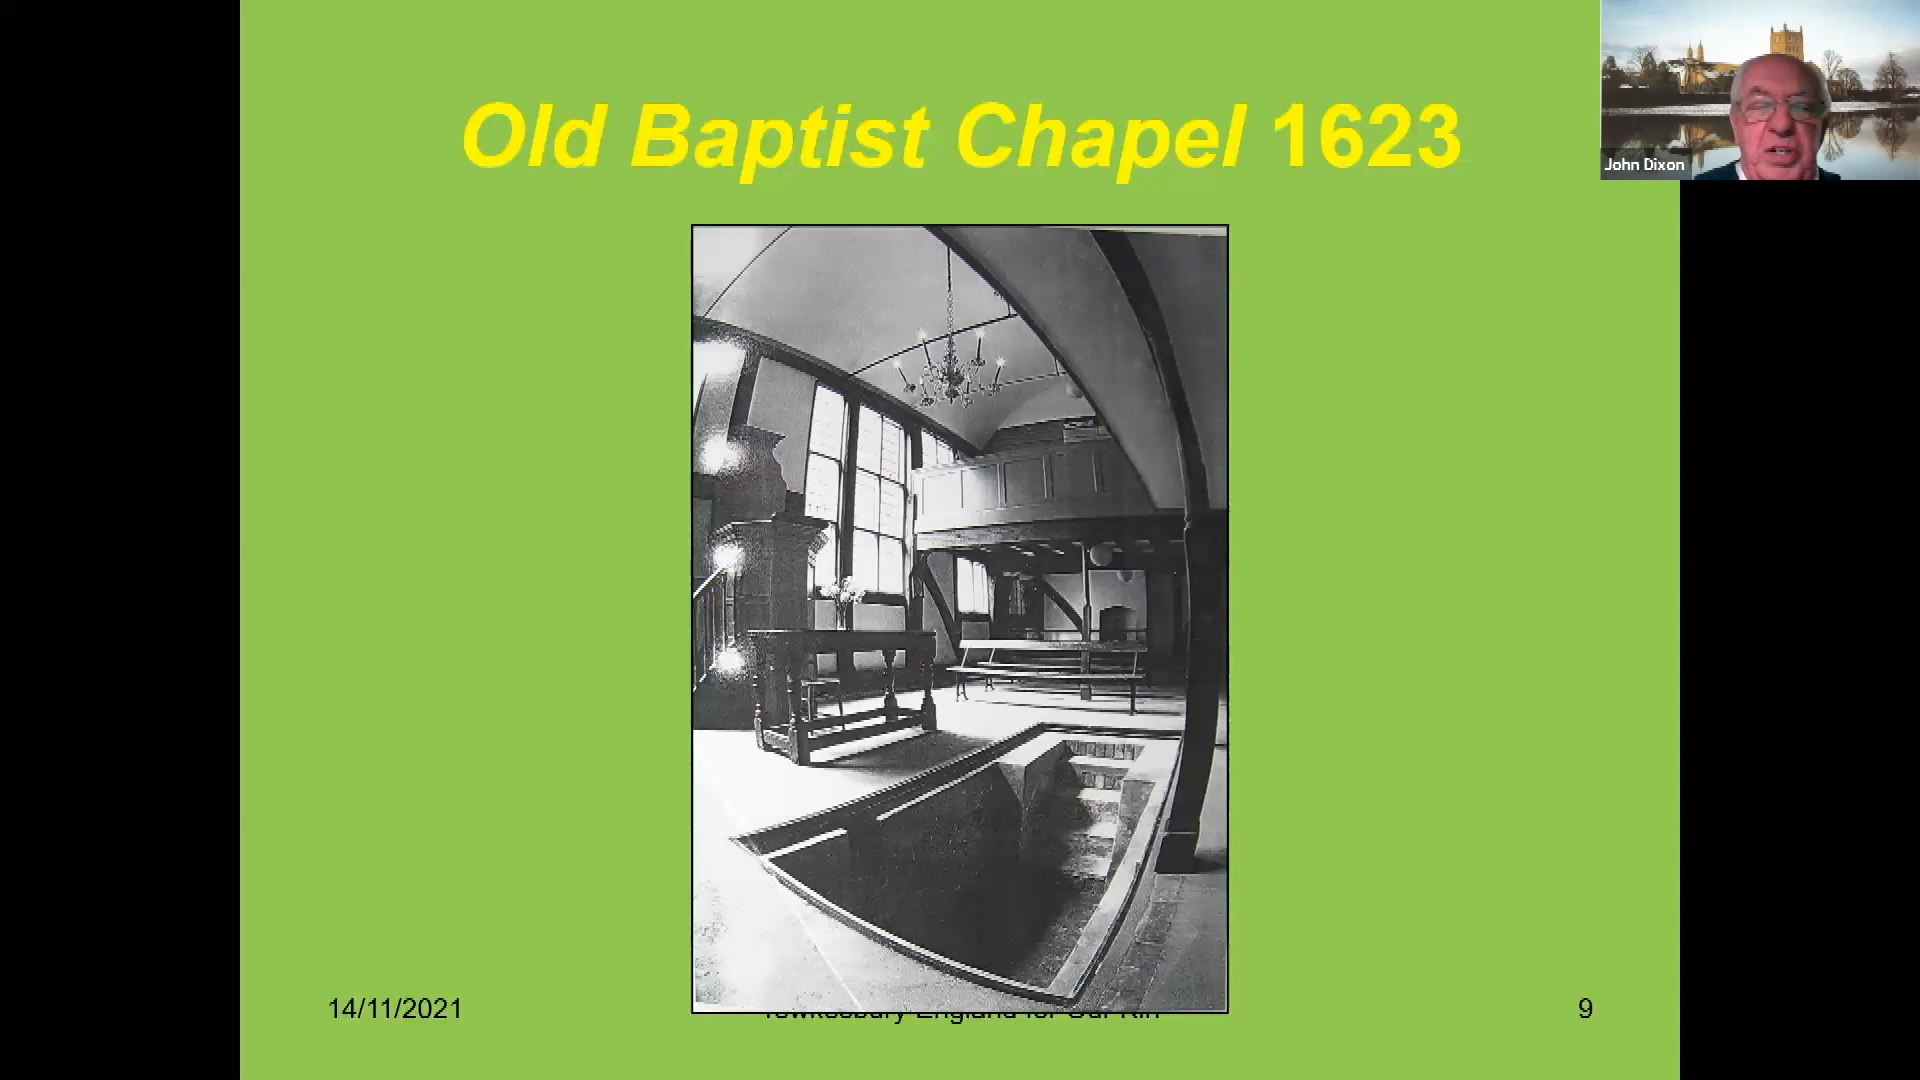 Old Baptist Chapel 1623
John Dixon
14/11/2021
Tewkesbury England for Our Kin
9